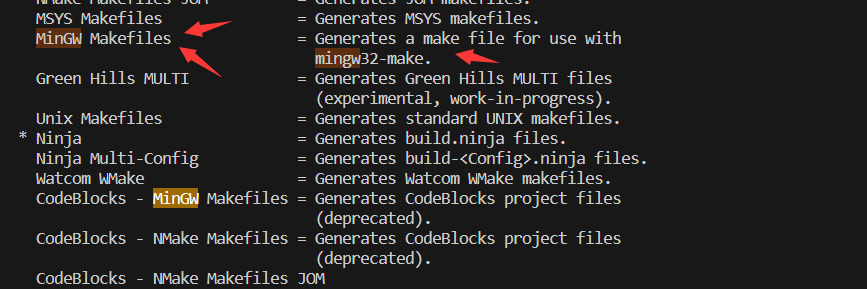 NMake Makefiles JOM = Generates JOM makefiles.
MSYS Makefiles = Generates MSYS makefiles.
MinGW Makefiles = Generates a make file for use with
mingw32-make.
Green Hills MULTI = Generates Green Hills MULTI files
(experimental, work-in-progress).
Unix Makefiles = Generates standard UNIX makefiles.
* Ninja = Generates build.ninja files.
Ninja Multi-Config = Generates build-<Config>.ninja files.
Watcom WMake = Generates Watcom WMake makefiles.
CodeBlocks - MinGW Makefiles = Generates CodeBlocks project files
(deprecated).
CodeBlocks - NMake Makefiles = Generates CodeBlocks project files
(deprecated).
CodeBlocks - NMake Makefiles JOM